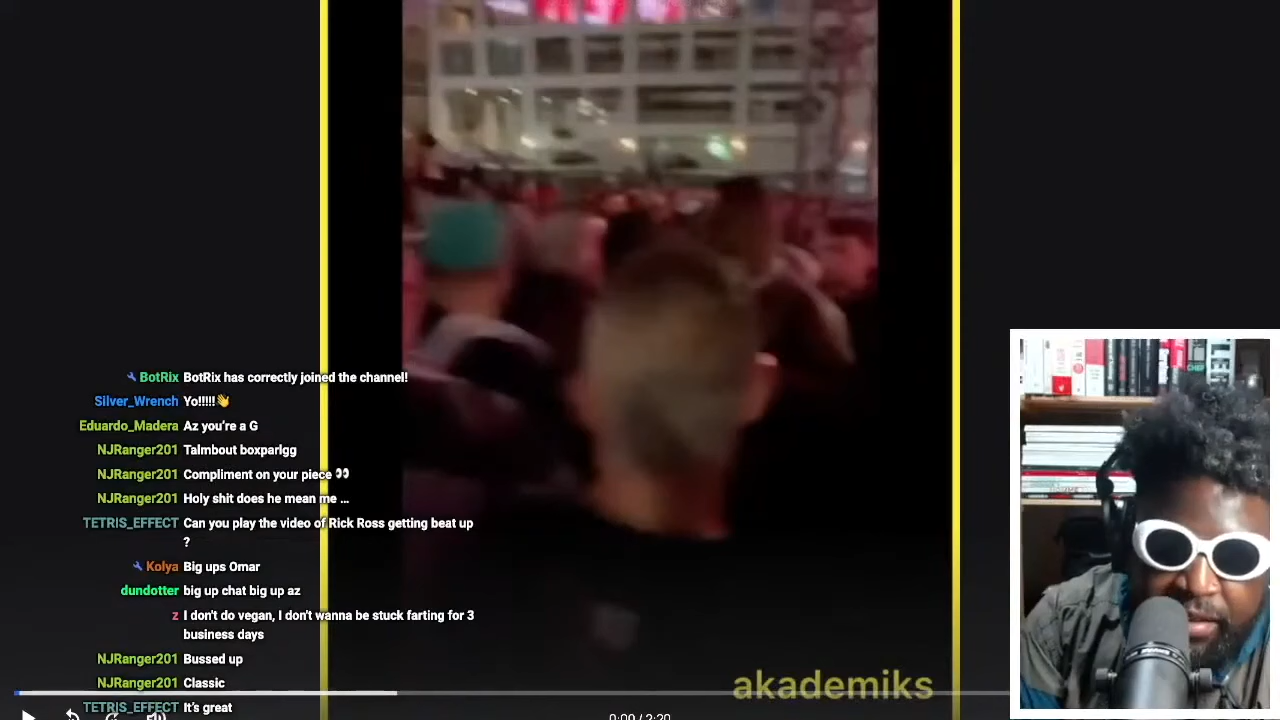 BotRix BotRix has correctly joined the channel!
Silver_Wrench Yo!!!!!👋
Eduardo_Madera Az you're a G
NJRanger201 Talmbout boxparlgg
NJRanger201 Compliment on your piece 👀
NJRanger201 Holy shit does he mean me ...
TETRIS_EFFECT Can you play the video of Rick Ross getting beat up
?
Kolya Big ups Omar
dundotter big up chat big up az
z I don't do vegan, I don't wanna be stuck farting for 3
business days
NJRanger201 Bussed up
NJRanger201 Classic
TETRIS_EFFECT It's great
akademiks
0:00 / 2:20
CHEF